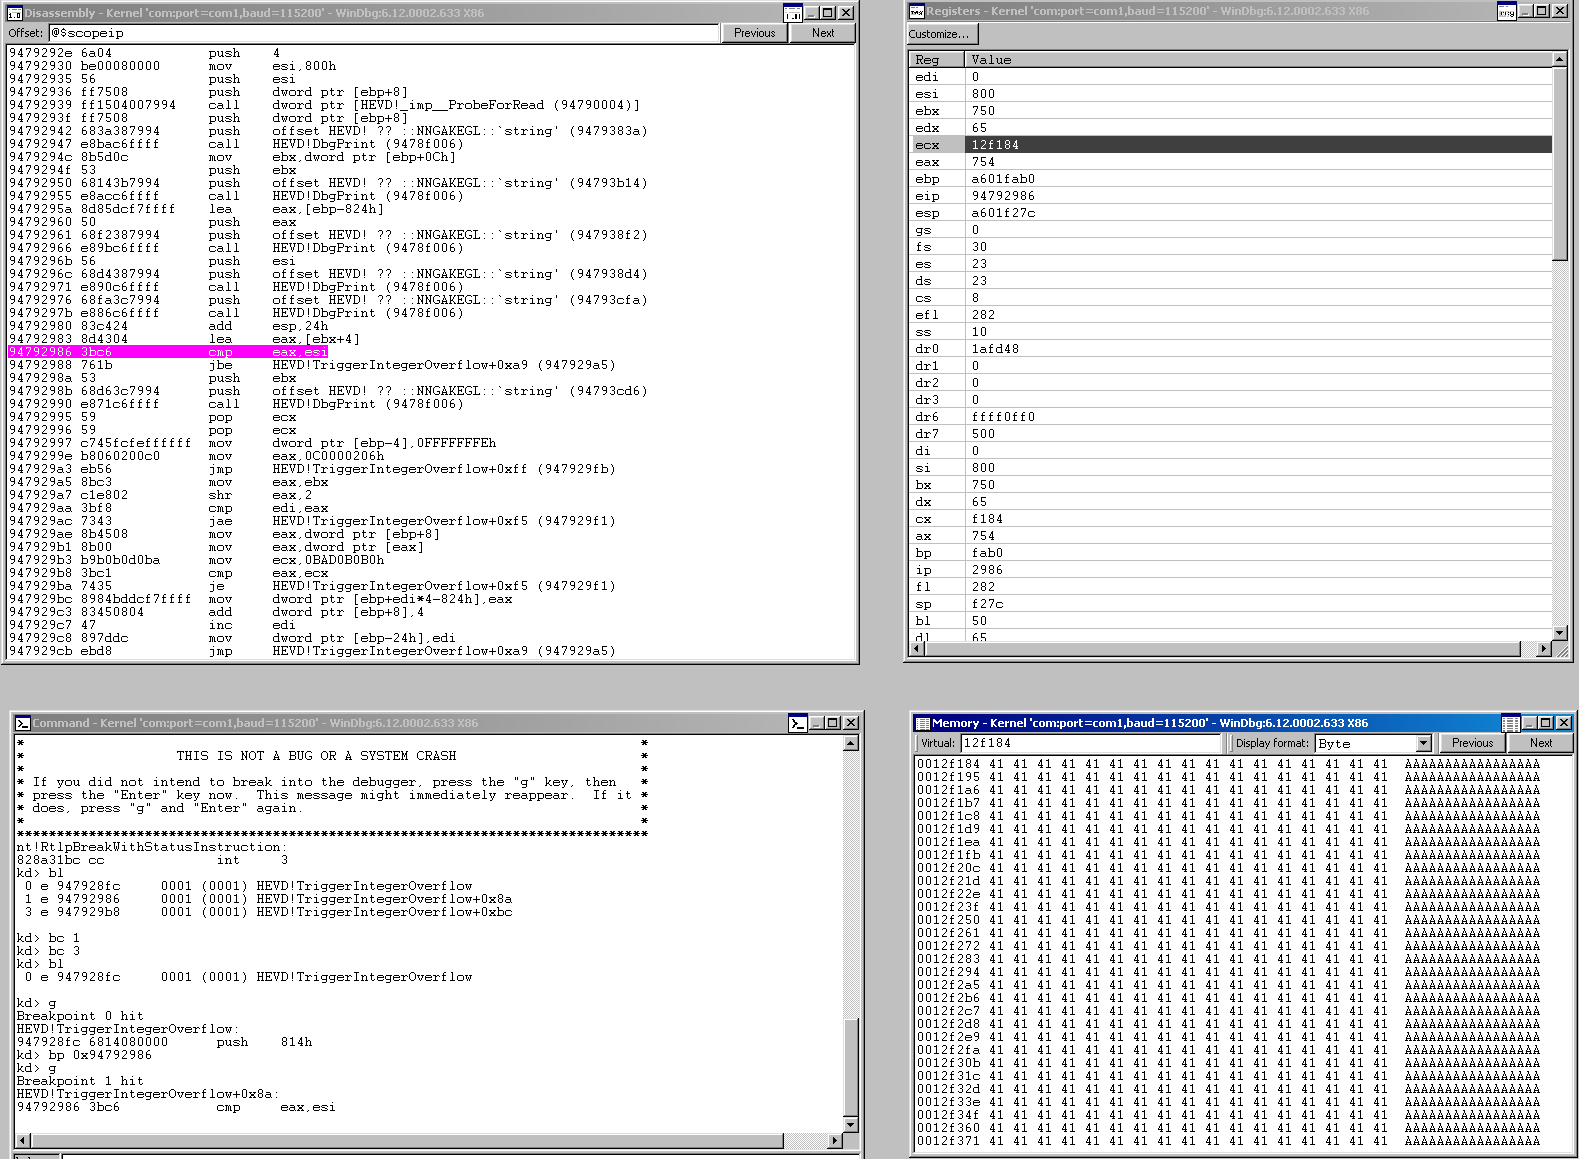 Disassembly - Kernel 'com:port=com1,baud=115200' - WinDbg:6.12.0002.633 X86
Offset: @$scopeip Previous Next
9479292e 6a04 push 4
94792930 be00080000 mov esi,800h
94792935 56 push esi
94792936 ff7508 push dword ptr [ebp+8]
94792939 ff1504007994 call dword ptr [HEVD!_imp__ProbeForRead (94790004)]
9479293f ff7508 push dword ptr [ebp+8]
94792942 683a387994 push offset HEVD! ?? ::NNGAKEGL::`string' (9479383a)
94792947 e8bac6ffff call HEVD!DbgPrint (9478f006)
9479294c 8b5d0c mov ebx,dword ptr [ebp+0Ch]
9479294f 53 push ebx
94792950 68143b7994 push offset HEVD! ?? ::NNGAKEGL::`string' (94793b14)
94792955 e8acc6ffff call HEVD!DbgPrint (9478f006)
9479295a 8d85dcf7ffff lea eax,[ebp-824h]
94792960 50 push eax
94792961 68f2387994 push offset HEVD! ?? ::NNGAKEGL::`string' (947938f2)
94792966 e89bc6ffff call HEVD!DbgPrint (9478f006)
9479296b 56 push esi
9479296c 68d4387994 push offset HEVD! ?? ::NNGAKEGL::`string' (947938d4)
94792971 e890c6ffff call HEVD!DbgPrint (9478f006)
94792976 68fa3c7994 push offset HEVD! ?? ::NNGAKEGL::`string' (94793cfa)
9479297b e886c6ffff call HEVD!DbgPrint (9478f006)
94792980 83c424 add esp,24h
94792983 8d4304 lea eax,[ebx+4]
94792986 3bc6 cmp eax,esi
94792988 761b jbe HEVD!TriggerIntegerOverflow+0xa9 (947929a5)
9479298a 53 push ebx
9479298b 68d63c7994 push offset HEVD! ?? ::NNGAKEGL::`string' (94793cd6)
94792990 e871c6ffff call HEVD!DbgPrint (9478f006)
94792995 59 pop ecx
94792996 59 pop ecx
94792997 c745fcfeffffff mov dword ptr [ebp-4],0FFFFFFFEh
9479299e b8060200c0 mov eax,0C0000206h
947929a3 eb56 jmp HEVD!TriggerIntegerOverflow+0xff (947929fb)
947929a5 8bc3 mov eax,ebx
947929a7 c1e802 shr eax,2
947929aa 3bf8 cmp edi,eax
947929ac 7343 jae HEVD!TriggerIntegerOverflow+0xf5 (947929f1)
947929ae 8b4508 mov eax,dword ptr [ebp+8]
947929b1 8b00 mov eax,dword ptr [eax]
947929b3 b9b0b0d0ba mov ecx,0BAD0B0B0h
947929b8 3bc1 cmp eax,ecx
947929ba 7435 je HEVD!TriggerIntegerOverflow+0xf5 (947929f1)
947929bc 8984bddcf7ffff mov dword ptr [ebp+edi*4-824h],eax
947929c3 83450804 add dword ptr [ebp+8],4
947929c7 47 inc edi
947929c8 897ddc mov dword ptr [ebp-24h],edi
947929cb ebd8 jmp HEVD!TriggerIntegerOverflow+0xa9 (947929a5)
Registers - Kernel 'com:port=com1,baud=115200' - WinDbg:6.12.0002.633 X86
Customize...
Reg Value
edi 0
esi 800
ebx 750
edx 65
ecx 12f184
eax 754
ebp a601fab0
eip 94792986
esp a601f27c
gs 0
fs 30
es 23
ds 23
cs 8
efl 282
ss 10
dr0 1afd48
dr1 0
dr2 0
dr3 0
dr6 ffff0ff0
dr7 500
di 0
si 800
bx 750
dx 65
cx f184
ax 754
bp fab0
ip 2986
fl 282
sp f27c
bl 50
dl 65
Command - Kernel 'com:port=com1,baud=115200' - WinDbg:6.12.0002.633 X86
* *
* THIS IS NOT A BUG OR A SYSTEM CRASH *
* *
* If you did not intend to break into the debugger, press the "g" key, then *
* press the "Enter" key now. This message might immediately reappear. If it *
* does, press "g" and "Enter" again. *
* *
*******************************************************************************
nt!RtlpBreakWithStatusInstruction:
828a31bc cc int 3
kd> bl
0 e 947928fc 0001 (0001) HEVD!TriggerIntegerOverflow
1 e 94792986 0001 (0001) HEVD!TriggerIntegerOverflow+0x8a
3 e 947929b8 0001 (0001) HEVD!TriggerIntegerOverflow+0xbc
kd> bc 1
kd> bc 3
kd> bl
0 e 947928fc 0001 (0001) HEVD!TriggerIntegerOverflow
kd> g
Breakpoint 0 hit
HEVD!TriggerIntegerOverflow:
947928fc 6814080000 push 814h
kd> bp 0x94792986
kd> g
Breakpoint 1 hit
HEVD!TriggerIntegerOverflow+0x8a:
94792986 3bc6 cmp eax,esi
Memory - Kernel 'com:port=com1,baud=115200' - WinDbg:6.12.0002.633 X86
Virtual: 12f184 Display format: Byte Previous Next
0012f184 41 41 41 41 41 41 41 41 41 41 41 41 41 41 41 41 41 AAAAAAAAAAAAAAAAA
0012f195 41 41 41 41 41 41 41 41 41 41 41 41 41 41 41 41 41 AAAAAAAAAAAAAAAAA
0012f1a6 41 41 41 41 41 41 41 41 41 41 41 41 41 41 41 41 41 AAAAAAAAAAAAAAAAA
0012f1b7 41 41 41 41 41 41 41 41 41 41 41 41 41 41 41 41 41 AAAAAAAAAAAAAAAAA
0012f1c8 41 41 41 41 41 41 41 41 41 41 41 41 41 41 41 41 41 AAAAAAAAAAAAAAAAA
0012f1d9 41 41 41 41 41 41 41 41 41 41 41 41 41 41 41 41 41 AAAAAAAAAAAAAAAAA
0012f1ea 41 41 41 41 41 41 41 41 41 41 41 41 41 41 41 41 41 AAAAAAAAAAAAAAAAA
0012f1fb 41 41 41 41 41 41 41 41 41 41 41 41 41 41 41 41 41 AAAAAAAAAAAAAAAAA
0012f20c 41 41 41 41 41 41 41 41 41 41 41 41 41 41 41 41 41 AAAAAAAAAAAAAAAAA
0012f21d 41 41 41 41 41 41 41 41 41 41 41 41 41 41 41 41 41 AAAAAAAAAAAAAAAAA
0012f22e 41 41 41 41 41 41 41 41 41 41 41 41 41 41 41 41 41 AAAAAAAAAAAAAAAAA
0012f23f 41 41 41 41 41 41 41 41 41 41 41 41 41 41 41 41 41 AAAAAAAAAAAAAAAAA
0012f250 41 41 41 41 41 41 41 41 41 41 41 41 41 41 41 41 41 AAAAAAAAAAAAAAAAA
0012f261 41 41 41 41 41 41 41 41 41 41 41 41 41 41 41 41 41 AAAAAAAAAAAAAAAAA
0012f272 41 41 41 41 41 41 41 41 41 41 41 41 41 41 41 41 41 AAAAAAAAAAAAAAAAA
0012f283 41 41 41 41 41 41 41 41 41 41 41 41 41 41 41 41 41 AAAAAAAAAAAAAAAAA
0012f294 41 41 41 41 41 41 41 41 41 41 41 41 41 41 41 41 41 AAAAAAAAAAAAAAAAA
0012f2a5 41 41 41 41 41 41 41 41 41 41 41 41 41 41 41 41 41 AAAAAAAAAAAAAAAAA
0012f2b6 41 41 41 41 41 41 41 41 41 41 41 41 41 41 41 41 41 AAAAAAAAAAAAAAAAA
0012f2c7 41 41 41 41 41 41 41 41 41 41 41 41 41 41 41 41 41 AAAAAAAAAAAAAAAAA
0012f2d8 41 41 41 41 41 41 41 41 41 41 41 41 41 41 41 41 41 AAAAAAAAAAAAAAAAA
0012f2e9 41 41 41 41 41 41 41 41 41 41 41 41 41 41 41 41 41 AAAAAAAAAAAAAAAAA
0012f2fa 41 41 41 41 41 41 41 41 41 41 41 41 41 41 41 41 41 AAAAAAAAAAAAAAAAA
0012f30b 41 41 41 41 41 41 41 41 41 41 41 41 41 41 41 41 41 AAAAAAAAAAAAAAAAA
0012f31c 41 41 41 41 41 41 41 41 41 41 41 41 41 41 41 41 41 AAAAAAAAAAAAAAAAA
0012f32d 41 41 41 41 41 41 41 41 41 41 41 41 41 41 41 41 41 AAAAAAAAAAAAAAAAA
0012f33e 41 41 41 41 41 41 41 41 41 41 41 41 41 41 41 41 41 AAAAAAAAAAAAAAAAA
0012f34f 41 41 41 41 41 41 41 41 41 41 41 41 41 41 41 41 41 AAAAAAAAAAAAAAAAA
0012f360 41 41 41 41 41 41 41 41 41 41 41 41 41 41 41 41 41 AAAAAAAAAAAAAAAAA
0012f371 41 41 41 41 41 41 41 41 41 41 41 41 41 41 41 41 41 AAAAAAAAAAAAAAAAA